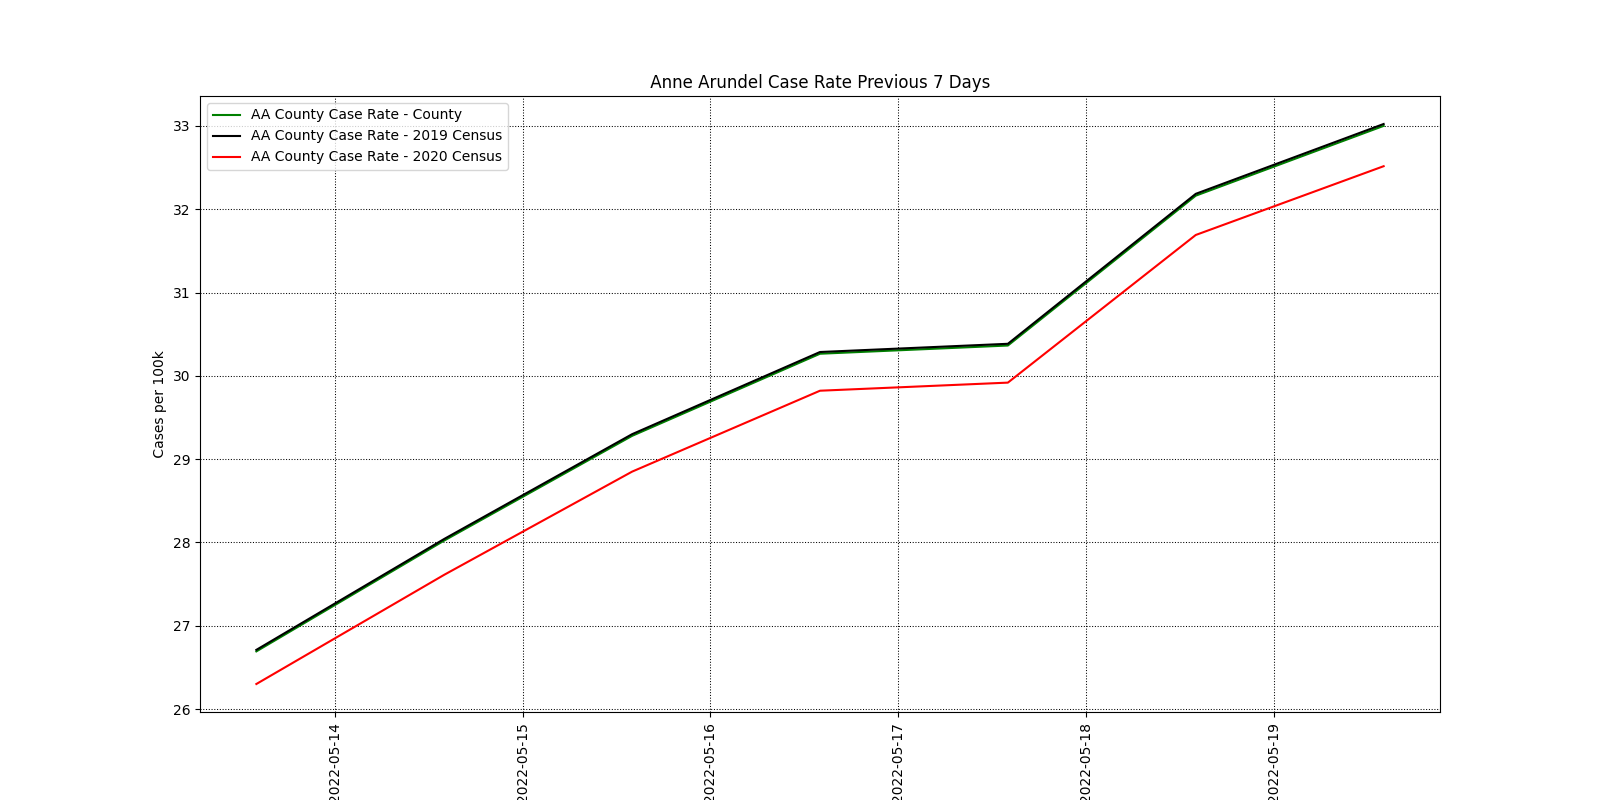 Anne Arundel Case Rate Previous 7 Days
AA County Case Rate - County
AA County Case Rate - 2019 Census
AA County Case Rate - 2020 Census
Cases per 100k
33
32
31
30
29
28
27
26
2022-05-14
2022-05-15
2022-05-16
2022-05-17
2022-05-18
2022-05-19